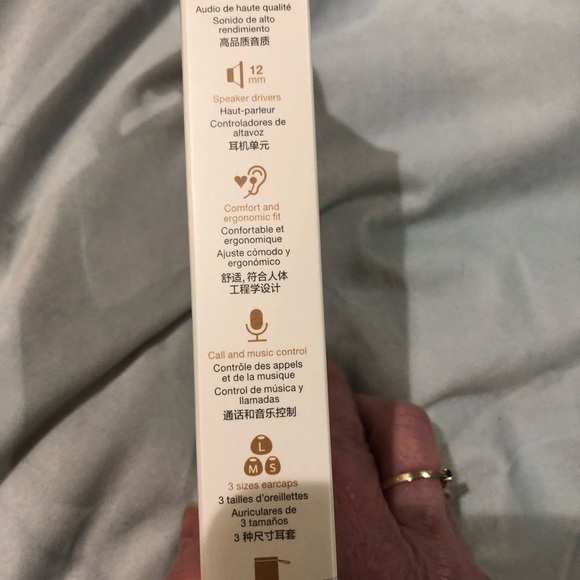 Audio de haute qualité
Sonido de alto
rendimiento
高品质音质
12
mm
Speaker drivers
Haut-parleur
Controladores de
altavoz
耳机单元
Comfort and
ergonomic fit
Confortable et
ergonomique
Ajuste cómodo y
ergonómico
舒适，符合人体
工程学设计
Call and music control
Contrôle des appels
et de la musique
Control de música y
llamadas
通话和音乐控制
L
M S
3 sizes earcaps
3 tailles d'oreillettes
Auriculares de
3 tamaños
3 种尺寸耳套